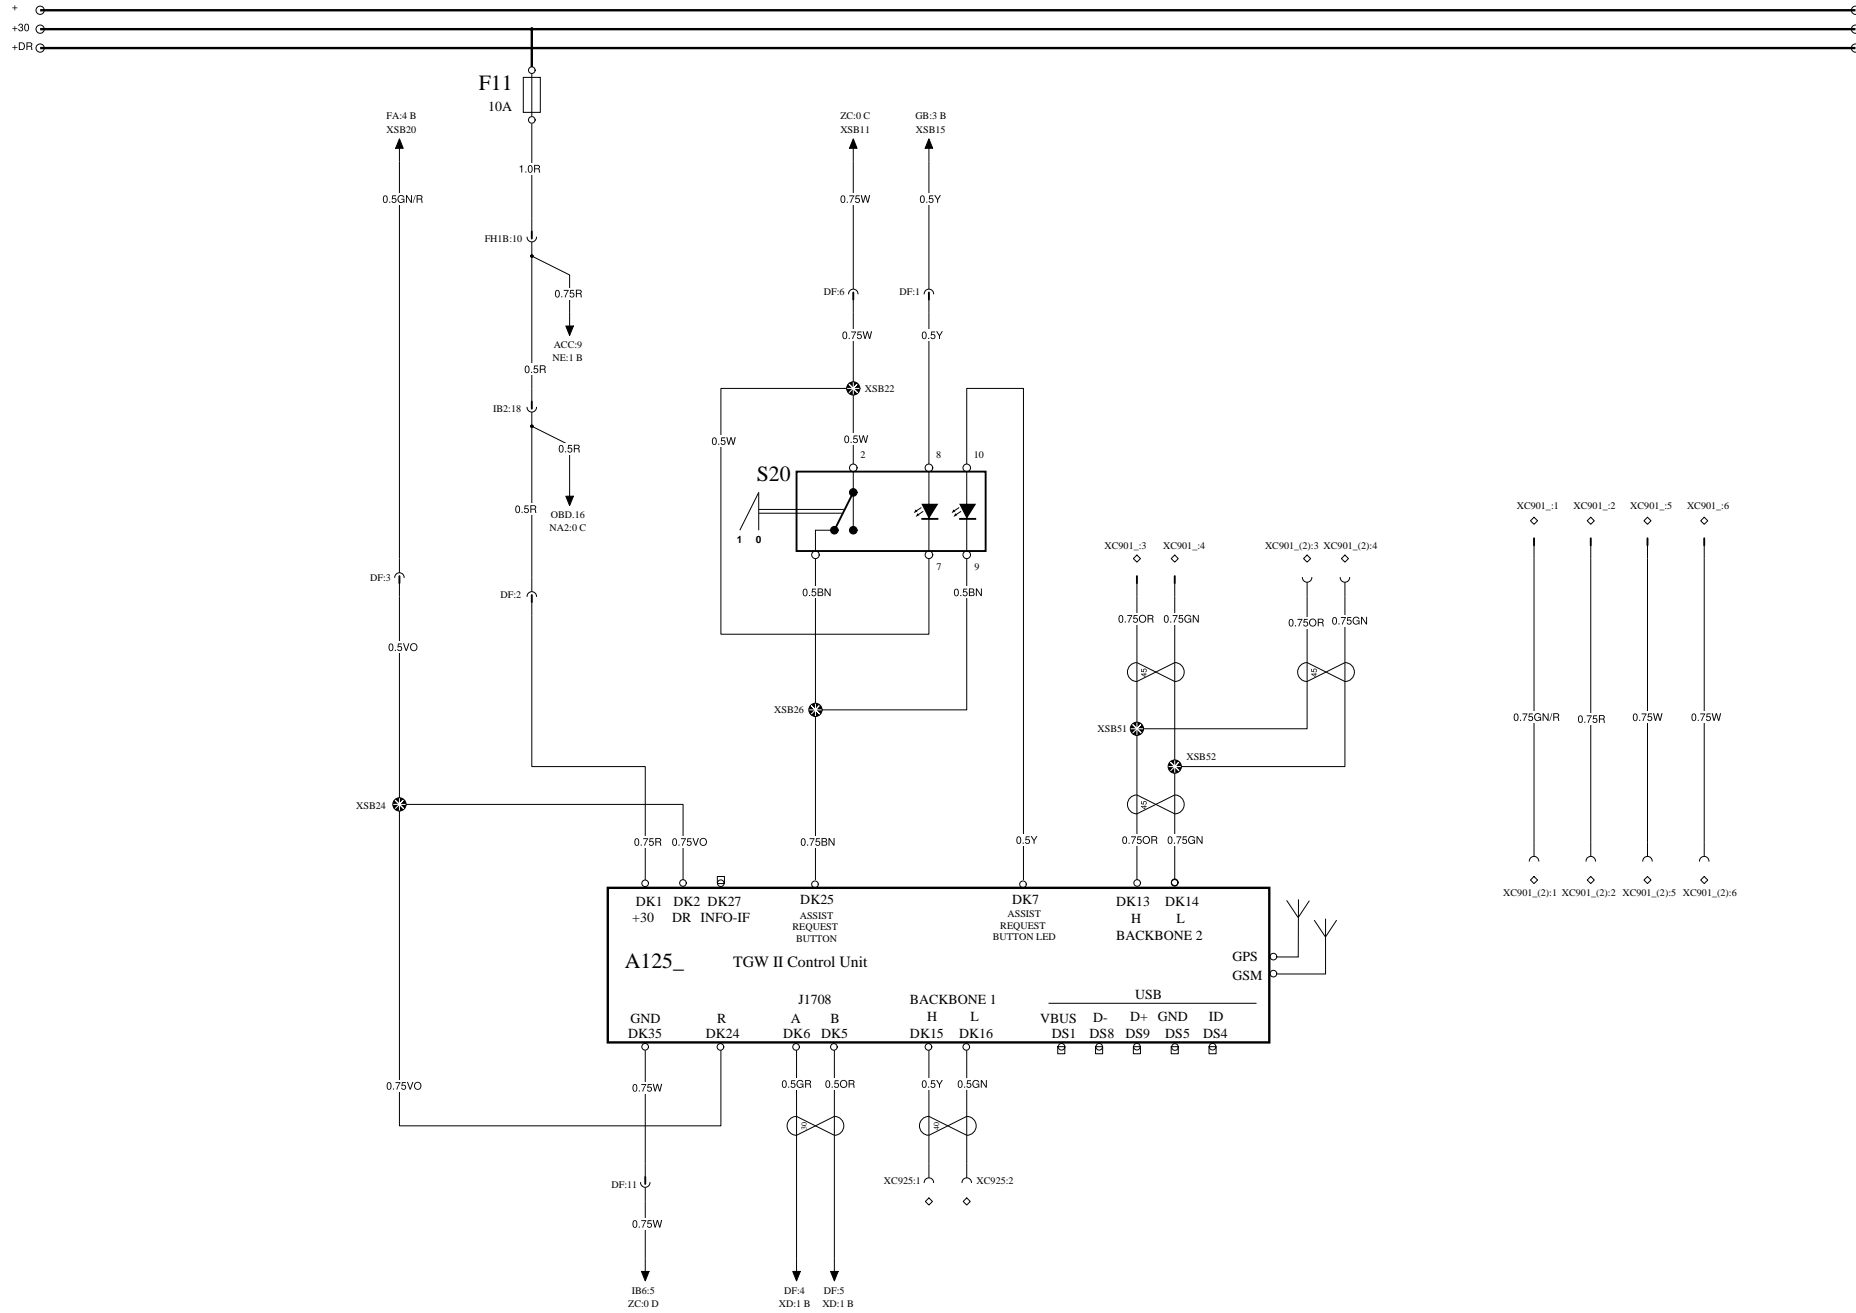 +
+30
+DR
F11
10A
FA:4 B
XSB20
ZC:0 C
XSB11
GB:3 B
XSB15
1.0R
0.5GN/R
0.75W
0.5Y
FH1B:10
0.75R
DF:6
DF:1
0.75W
0.5Y
ACC:9
NE:1 B
0.5R
XSB22
IB2:18
0.5R
0.5W
0.5W
2
8
10
S20
0.5R
OBD.16
NA2:0 C
1 0
XC901_:1
XC901_:2
XC901_:5
XC901_:6
XC901_:3
XC901_:4
XC901_(2):3
XC901_(2):4
7
9
DF:3
DF:2
0.5BN
0.5BN
0.75OR
0.75GN
0.75OR
0.75GN
0.5VO
45
45
XSB26
0.75GN/R
0.75R
0.75W
0.75W
XSB51
XSB52
XSB24
45
0.75R
0.75VO
0.75BN
0.5Y
0.75OR
0.75GN
XC901_(2):1
XC901_(2):2
XC901_(2):5
XC901_(2):6
DK1
+30
DK2
DR
DK27
INFO-IF
DK25
ASSIST
REQUEST
BUTTON
DK7
ASSIST
REQUEST
BUTTON LED
DK13
H
DK14
L
BACKBONE 2
A125_
TGW II Control Unit
GPS
GSM
J1708
BACKBONE 1
USB
GND
DK35
R
DK24
A
DK6
B
DK5
H
DK15
L
DK16
VBUS
DS1
D-
DS8
D+
DS9
GND
DS5
ID
DS4
0.75VO
0.75W
0.5GR
0.5OR
0.5Y
0.5GN
30
40
DF:11
XC925:1
XC925:2
0.75W
IB6:5
ZC:0 D
DF:4
XD:1 B
DF:5
XD:1 B